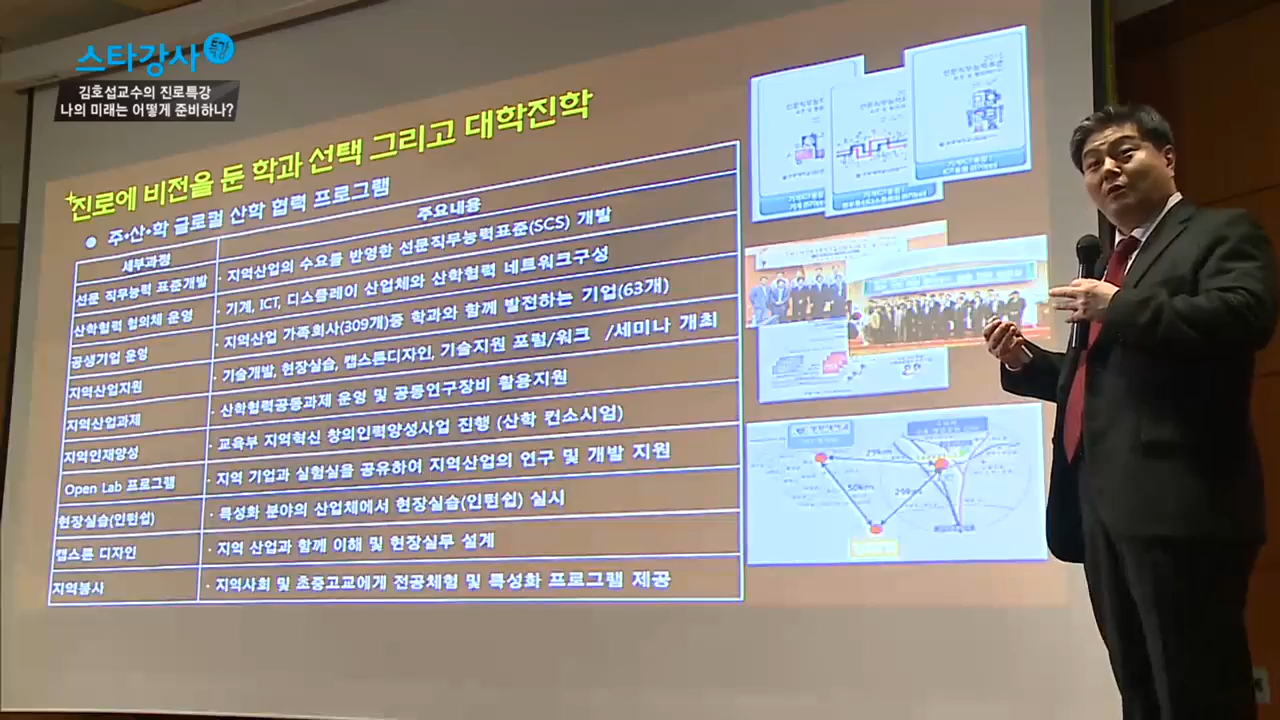 스타강사 특강
김호섭교수의 진로특강
나의 미래는 어떻게 준비하나?
진로에 비전을 둔 학과 선택 그리고 대학진학
● 주·산·학 글로컬 산학 협력 프로그램
세부과정 주요내용
선문 직무능력 표준개발 · 지역산업의 수요를 반영한 선문직무능력표준(SCS) 개발
산학협력 협의체 운영 · 기계, ICT, 디스플레이 산업체와 산학협력 네트워크구성
공생기업 운영 · 지역산업 가족회사(309개)중 학과와 함께 발전하는 기업(63개)
지역산업지원 · 기술개발, 현장실습, 캡스톤디자인, 기술지원 포럼/워크 /세미나 개최
지역산업과제 · 산학협력공동과제 운영 및 공동연구장비 활용지원
지역인재양성 · 교육부 지역혁신 창의인력양성사업 진행 (산학 컨소시엄)
Open Lab 프로그램 · 지역 기업과 실험실을 공유하여 지역산업의 연구 및 개발 지원
현장실습(인턴쉽) · 특성화 분야의 산업체에서 현장실습(인턴쉽) 실시
캡스톤 디자인 · 지역 산업과 함께 이해 및 현장실무 설계
지역봉사 · 지역사회 및 초중고교에게 전공체험 및 특성화 프로그램 제공
50km